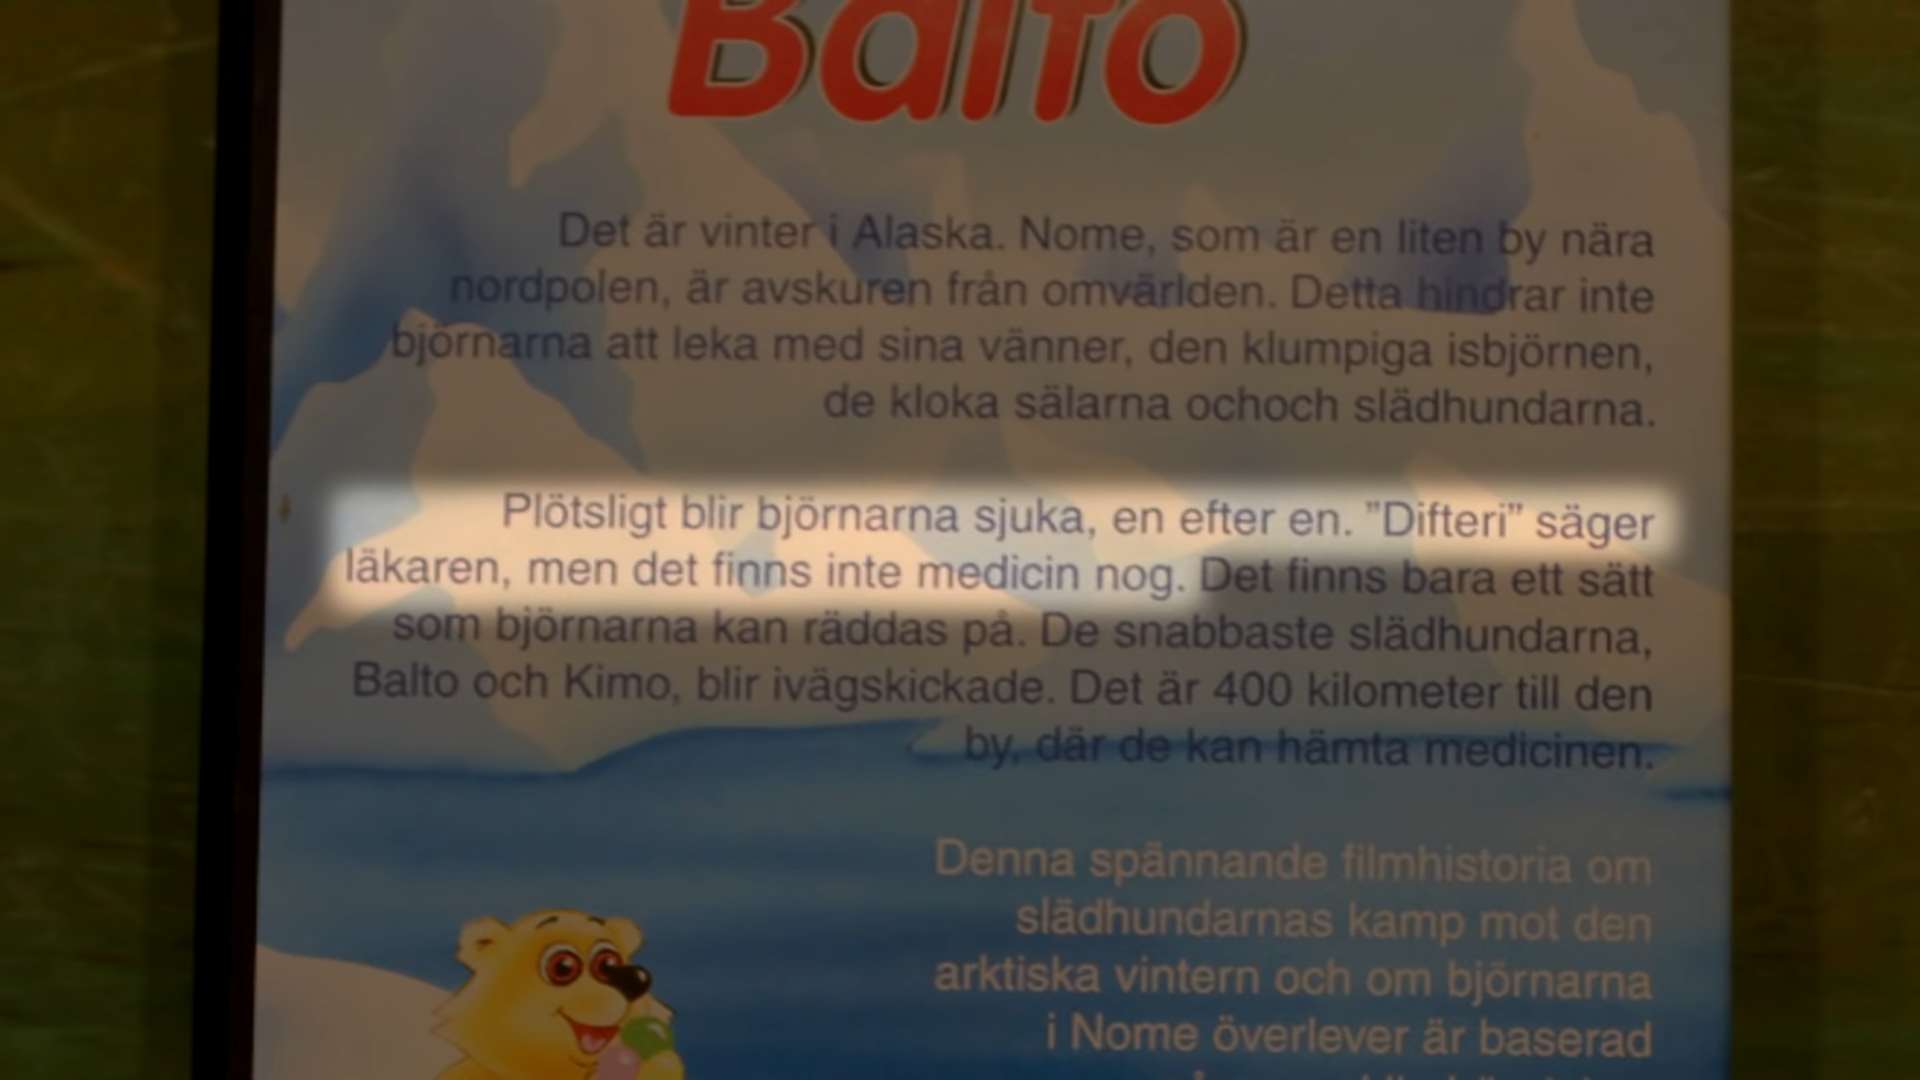 Balto
Det är vinter i Alaska. Nome, som är en liten by nära
nordpolen, är avskuren från omvärlden. Detta hindrar inte
björnarna att leka med sina vänner, den klumpiga isbjörnen,
de kloka sälarna ochoch slädhundarna.
Plötsligt blir björnarna sjuka, en efter en. ”Difteri” säger
läkaren, men det finns inte medicin nog. Det finns bara ett sätt
som björnarna kan räddas på. De snabbaste slädhundarna,
Balto och Kimo, blir ivägskickade. Det är 400 kilometer till den
by, där de kan hämta medicinen.
Denna spännande filmhistoria om
slädhundarnas kamp mot den
arktiska vintern och om björnarna
i Nome överlever är baserad